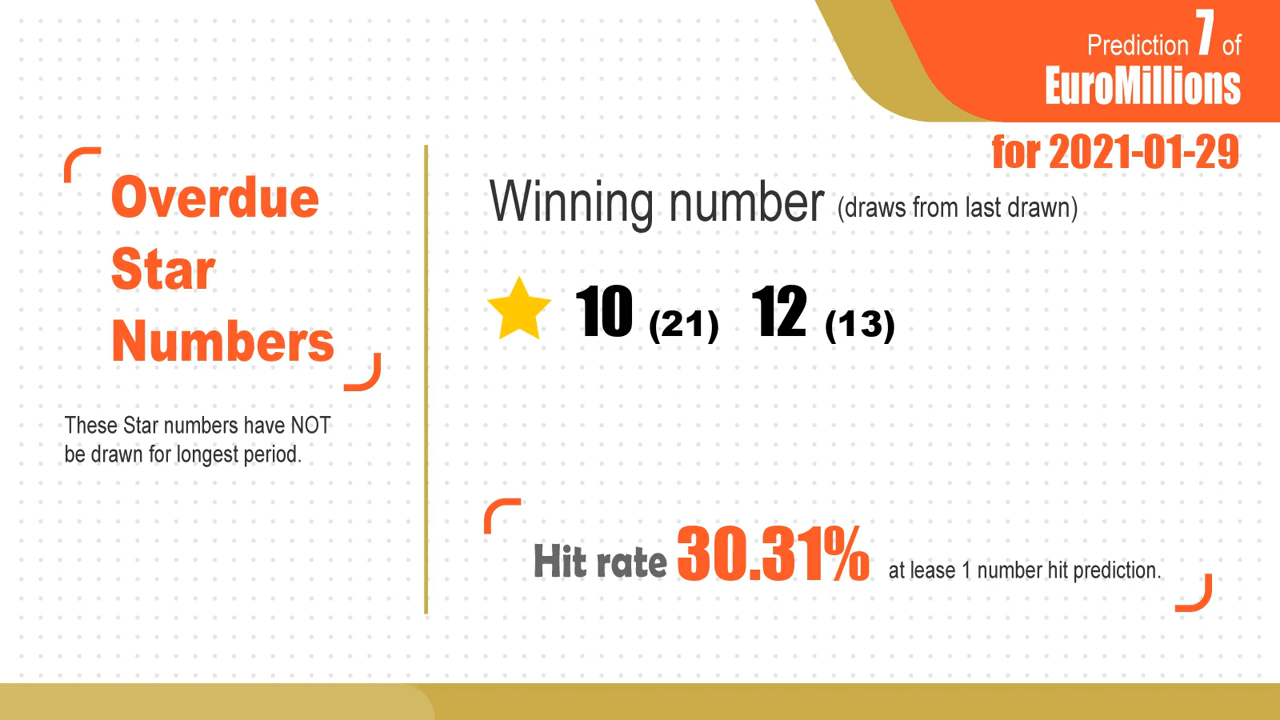 Prediction 7 of
EuroMillions
for 2021-01-29
Overdue
Star
Numbers
These Star numbers have NOT
be drawn for longest period.
Winning number (draws from last drawn)
10 (21) 12 (13)
Hit rate 30.31% at lease 1 number hit prediction.